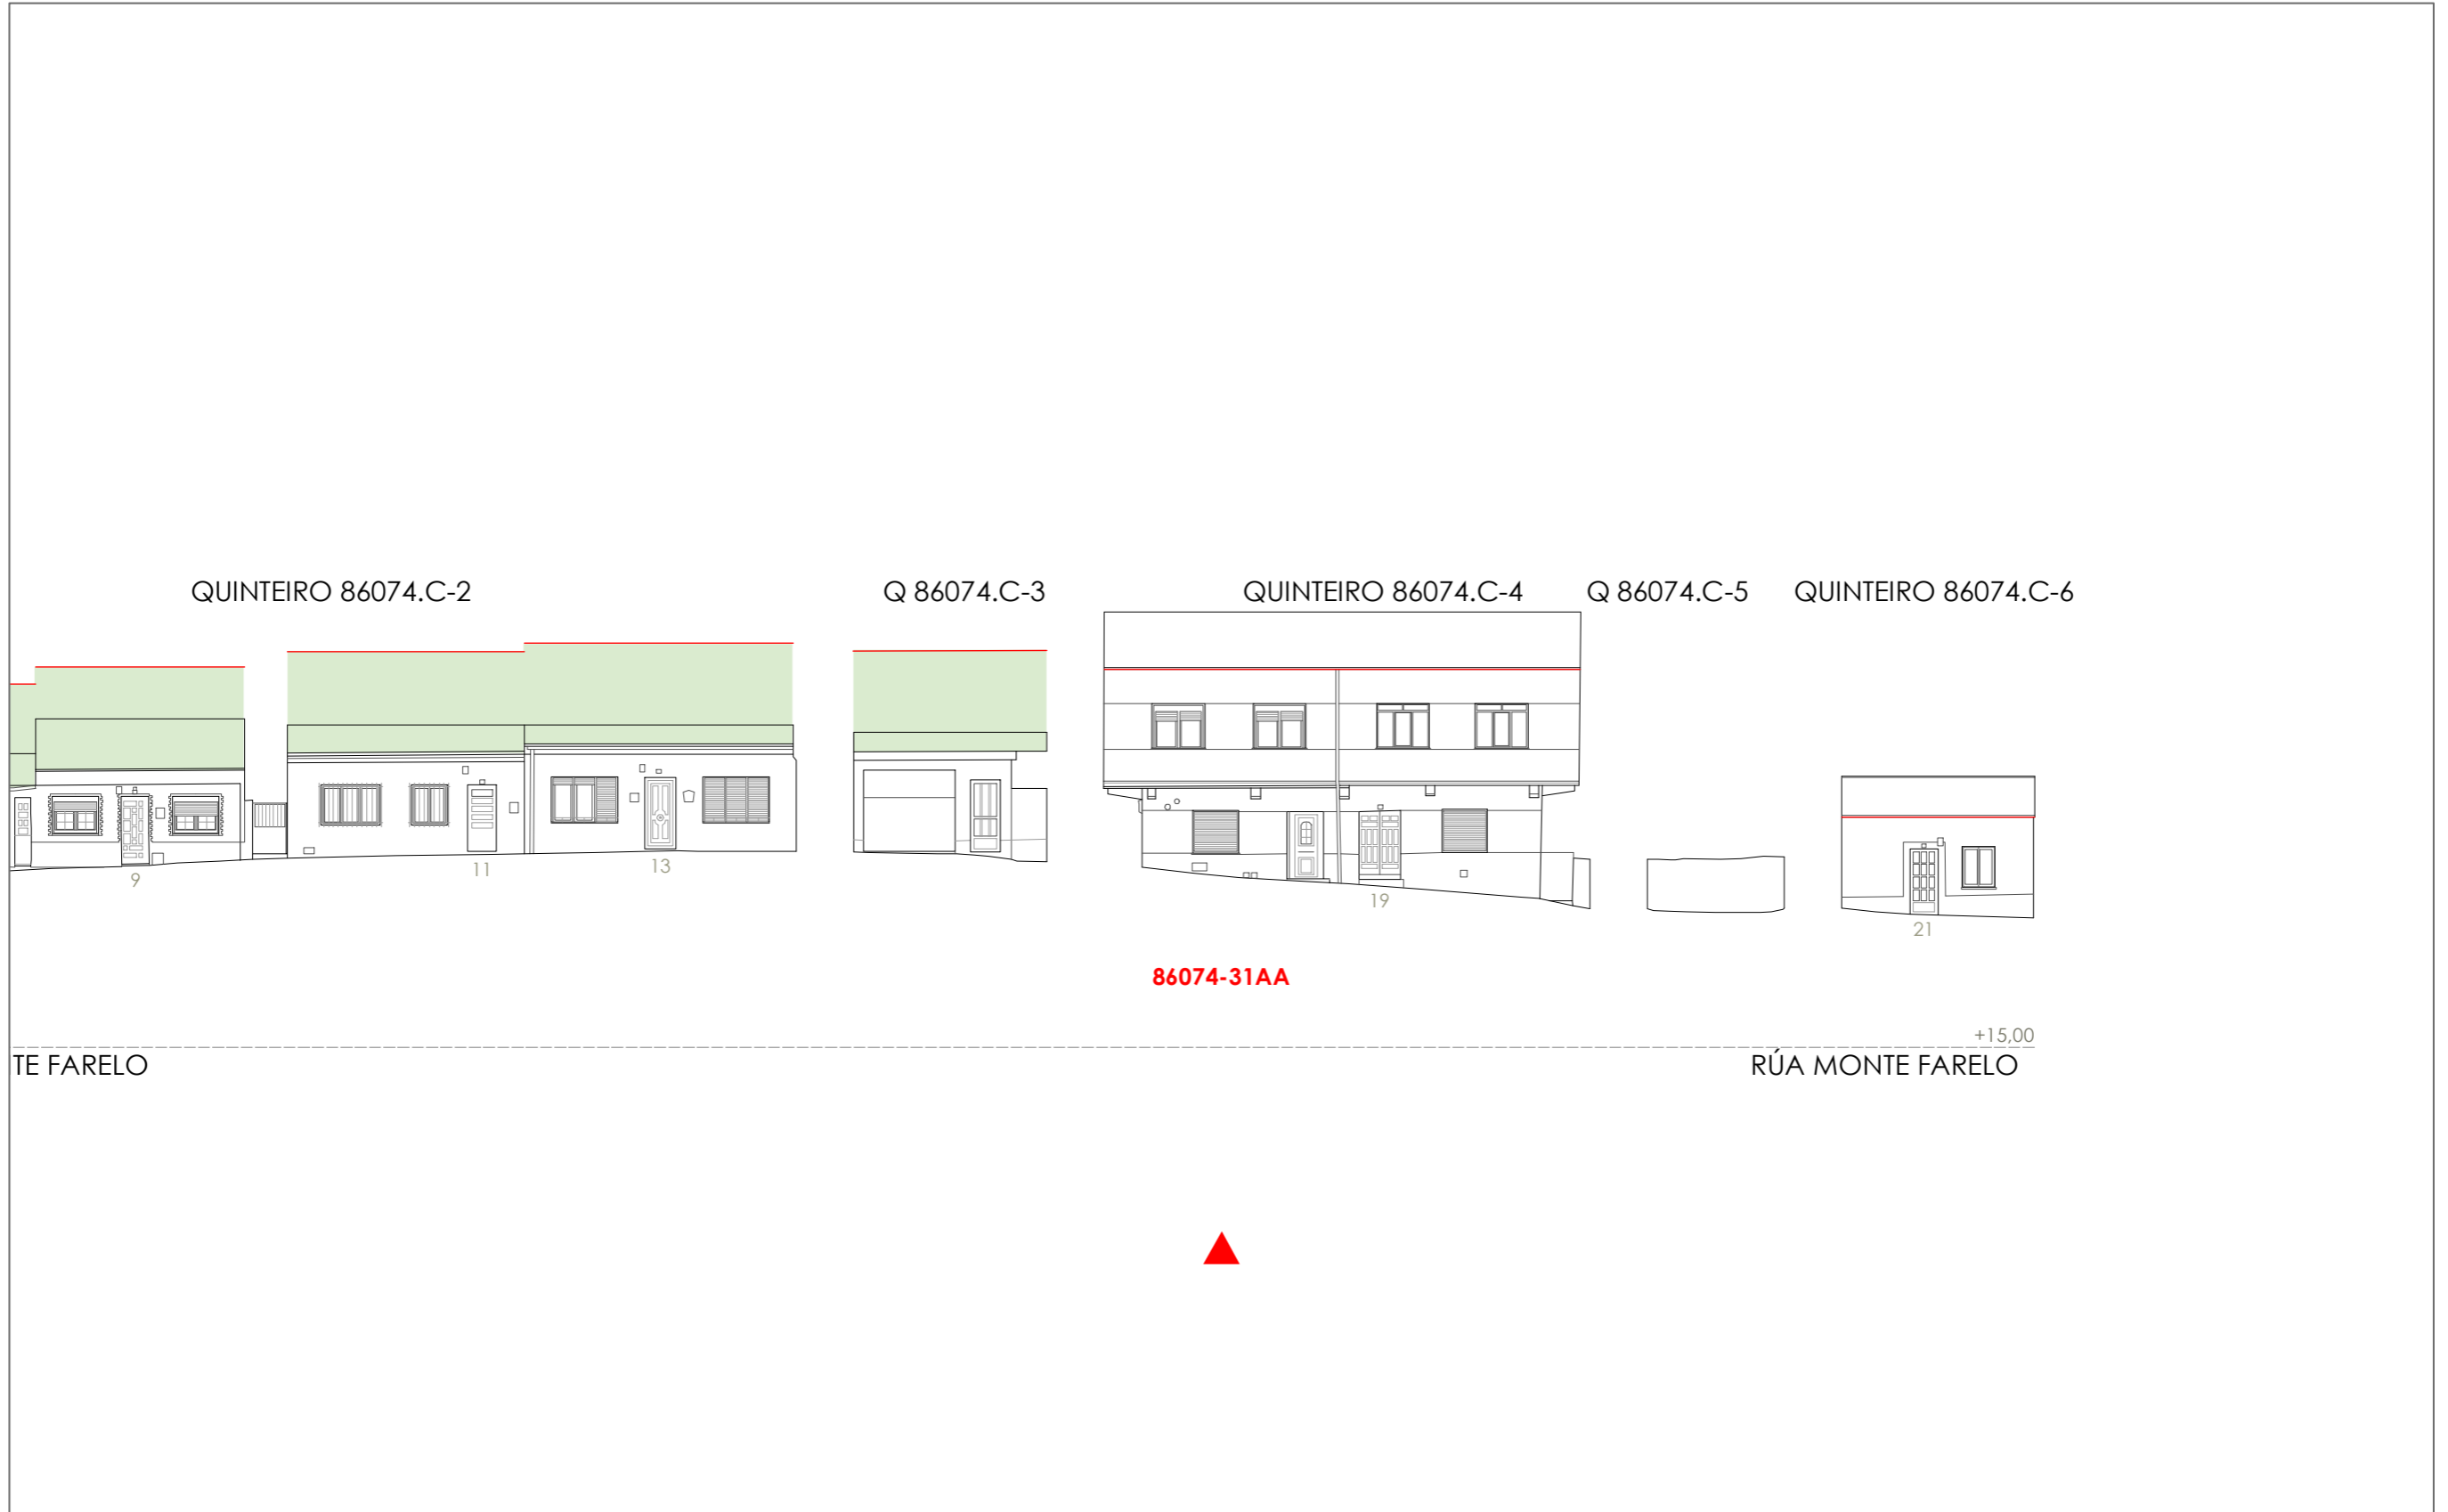 QUINTEIRO 86074.C-2
Q 86074.C-3
QUINTEIRO 86074.C-4
Q 86074.C-5
QUINTEIRO 86074.C-6
9
11
13
19
21
86074-31AA
+15,00
TE FARELO
RÚA MONTE FARELO